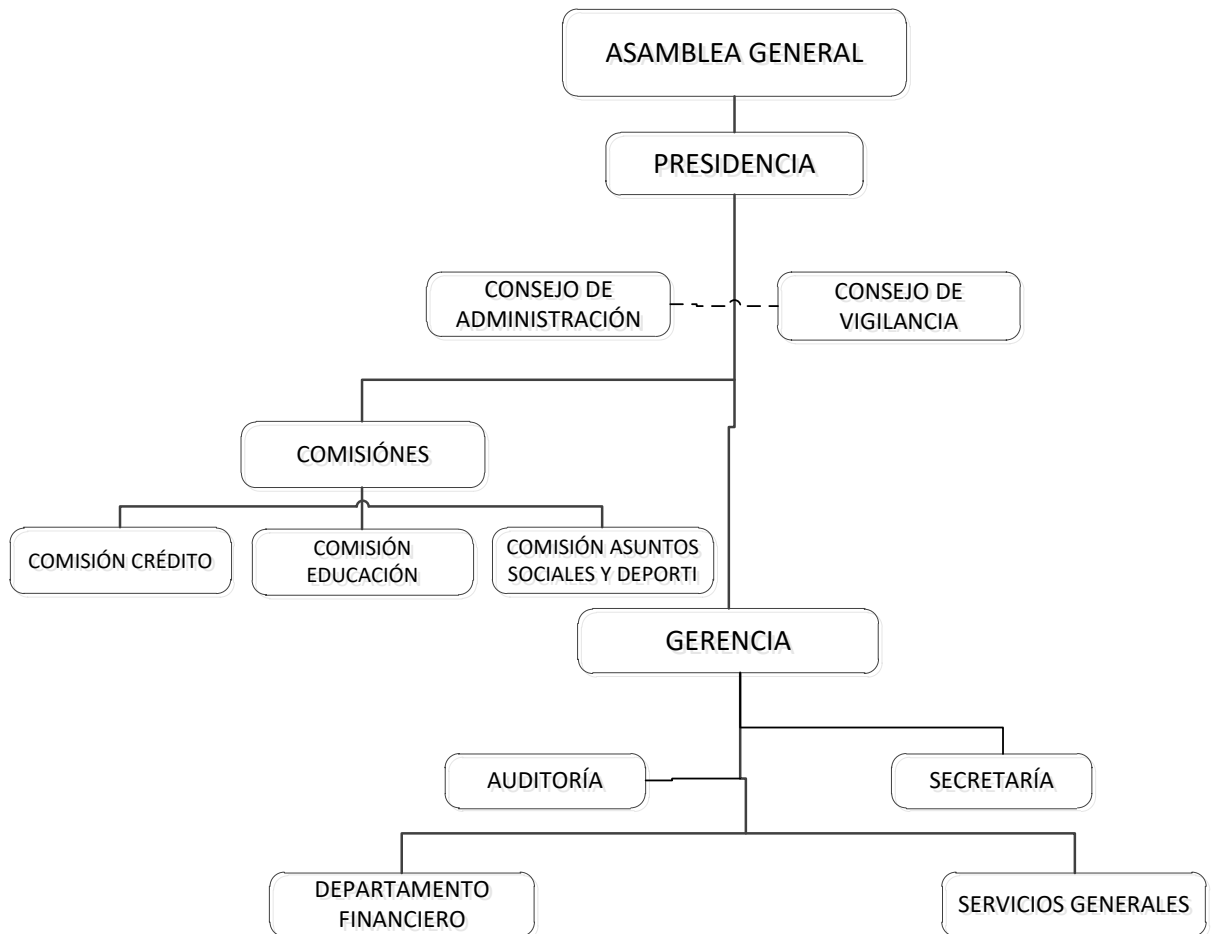 ASAMBLEA GENERAL
PRESIDENCIA
CONSEJO DE
ADMINISTRACIÓN
CONSEJO DE
VIGILANCIA
COMISIÓNES
COMISIÓN CRÉDITO
COMISIÓN
EDUCACIÓN
COMISIÓN ASUNTOS
SOCIALES Y DEPORTI
GERENCIA
AUDITORÍA
SECRETARÍA
DEPARTAMENTO
FINANCIERO
SERVICIOS GENERALES